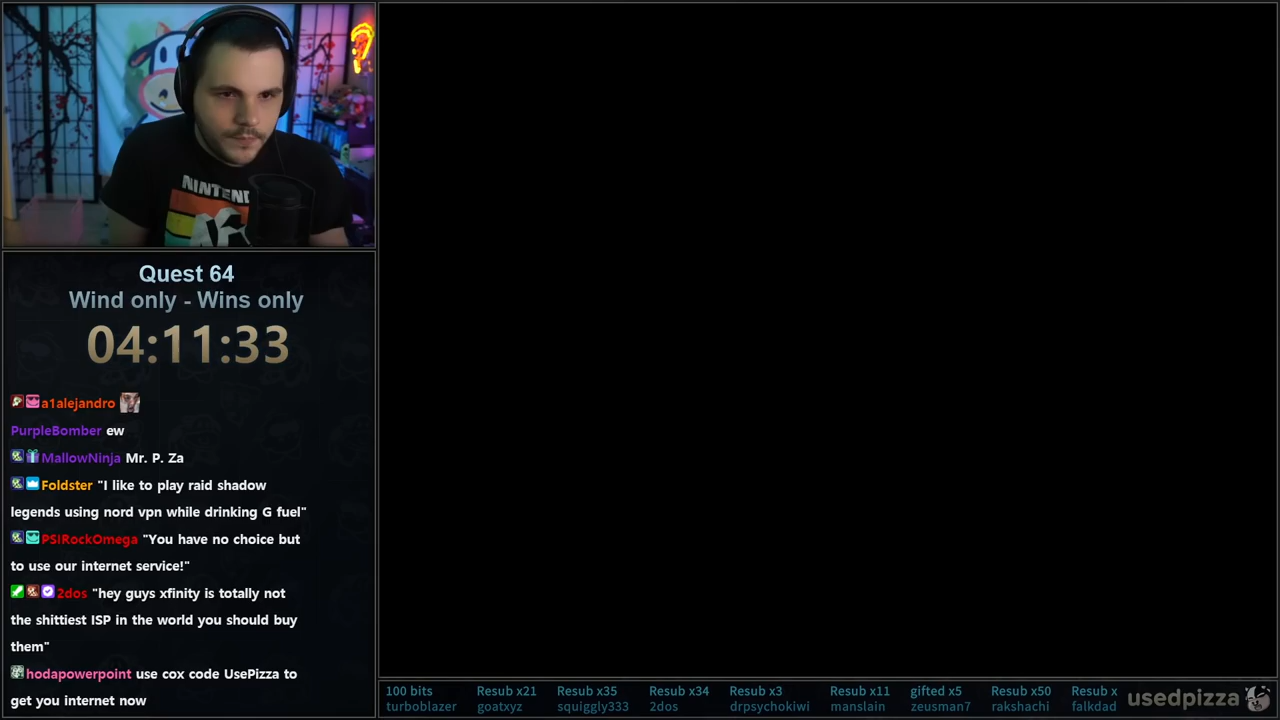 NINTEND
Quest 64
Wind only - Wins only
04:11:33
a1alejandro
PurpleBomber ew
MallowNinja Mr. P. Za
Foldster "I like to play raid shadow
legends using nord vpn while drinking G fuel"
PSIRockOmega "You have no choice but
to use our internet service!"
2dos "hey guys xfinity is totally not
the shittiest ISP in the world you should buy
them"
hodapowerpoint use cox code UsePizza to
get you internet now
100 bits Resub x21 Resub x35 Resub x34 Resub x3 Resub x11 gifted x5 Resub x50 Resub x
turboblazer goatxyz squiggly333 2dos drpsychokiwi manslain zeusman7 rakshachi falkdad
usedpizza